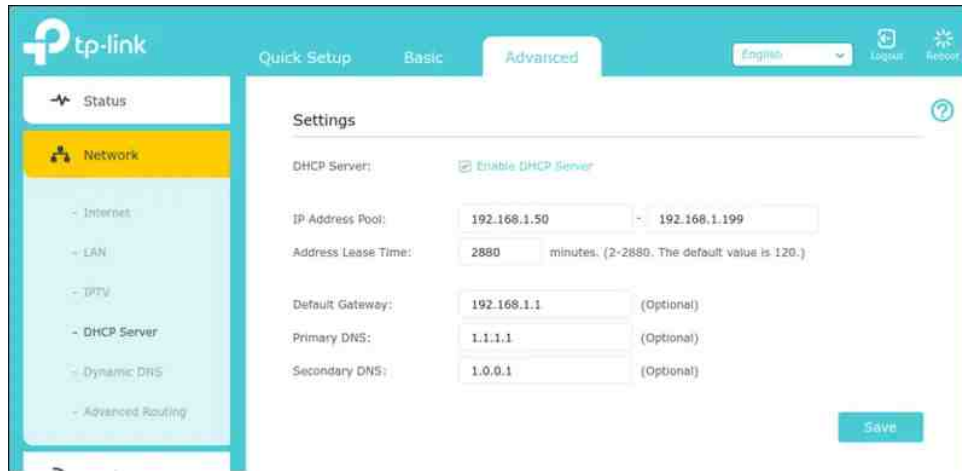 tp-link
Quick Setup Basic Advanced English Logout Reboot
Status
Network
- Internet
- LAN
- IPTV
- DHCP Server
- Dynamic DNS
- Advanced Routing
Settings
DHCP Server: Enable DHCP Server
IP Address Pool: 192.168.1.50 - 192.168.1.199
Address Lease Time: 2880 minutes. (2-2880. The default value is 120.)
Default Gateway: 192.168.1.1 (Optional)
Primary DNS: 1.1.1.1 (Optional)
Secondary DNS: 1.0.0.1 (Optional)
Save